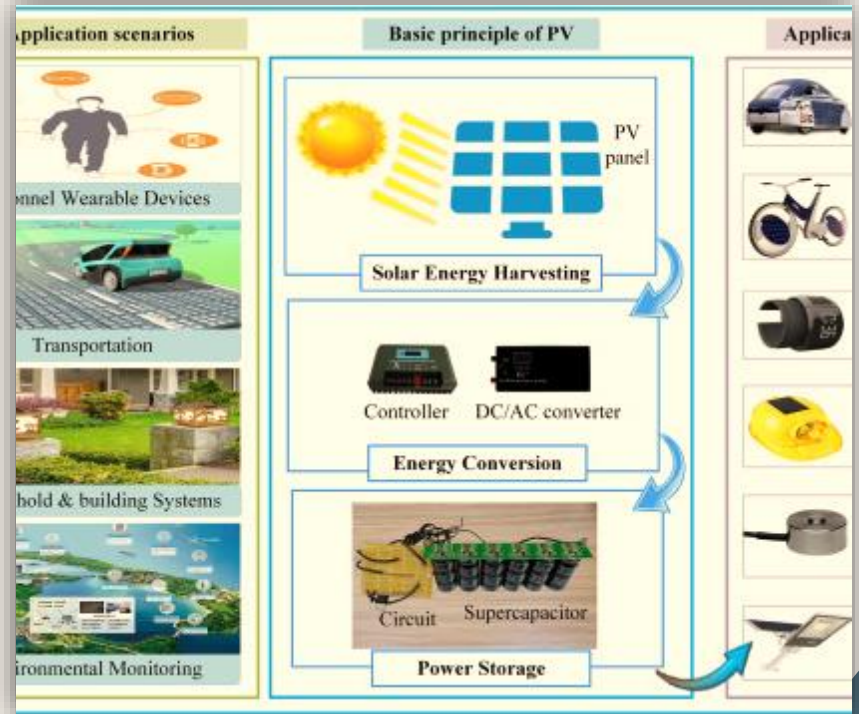 Application scenarios
onnel Wearable Devices
Transportation
hold & building Systems
ironmental Monitoring
Basic principle of PV
PV
panel
Solar Energy Harvesting
Controller
DC/AC converter
Energy Conversion
Circuit
Supercapacitor
Power Storage
Applica